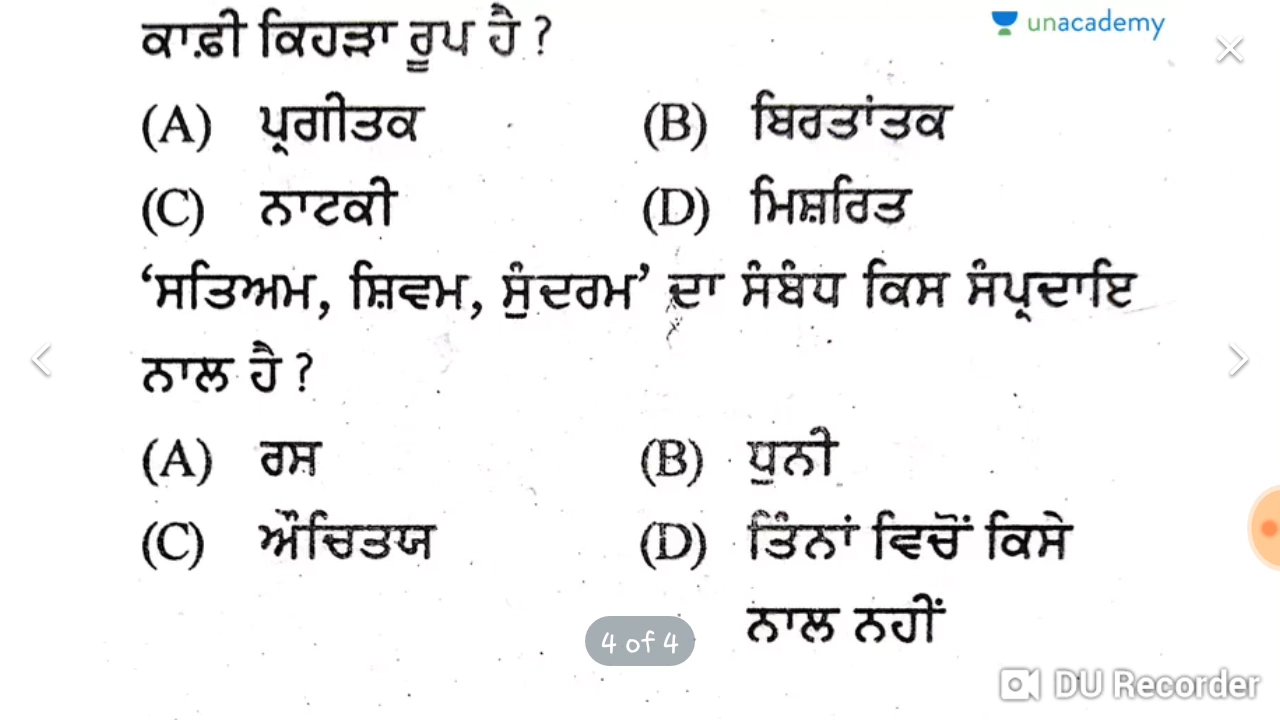 ਕਾਫ਼ੀ ਕਿਹੜਾ ਰੂਪ ਹੈ ?
unacademy
(A) ਪ੍ਰਗੀਤਕ (B) ਬਿਰਤਾਂਤਕ
(C) ਨਾਟਕੀ (D) ਮਿਸ਼ਰਿਤ
‘ਸਤਿਅਮ, ਸ਼ਿਵਮ, ਸੁੰਦਰਮ’ ਦਾ ਸੰਬੰਧ ਕਿਸ ਸੰਪ੍ਰਦਾਇ
ਨਾਲ ਹੈ ?
(A) ਰਸ (B) ਧੁਨੀ
(C) ਔਚਿਤਯ (D) ਤਿੰਨਾਂ ਵਿਚੋਂ ਕਿਸੇ
ਨਾਲ ਨਹੀਂ
4 of 4
DU Recorder